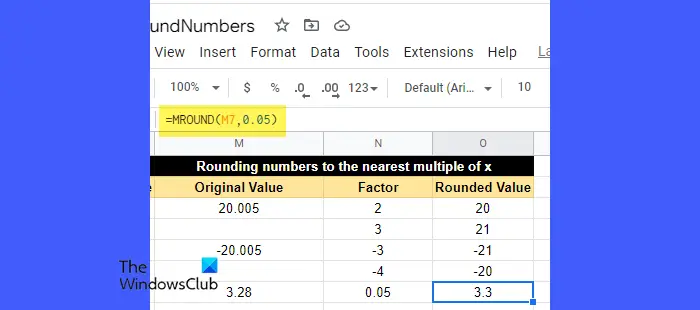 undNumbers
View Insert Format Data Tools Extensions Help La
100% $ % .0 .00 123 Default (Ari... 10
=MROUND(M7,0.05)
M N O
Rounding numbers to the nearest multiple of x
e Original Value Factor Rounded Value
20.005 2 20
3 21
-20.005 -3 -21
-4 -20
3.28 0.05 3.3
The
WindowsClub